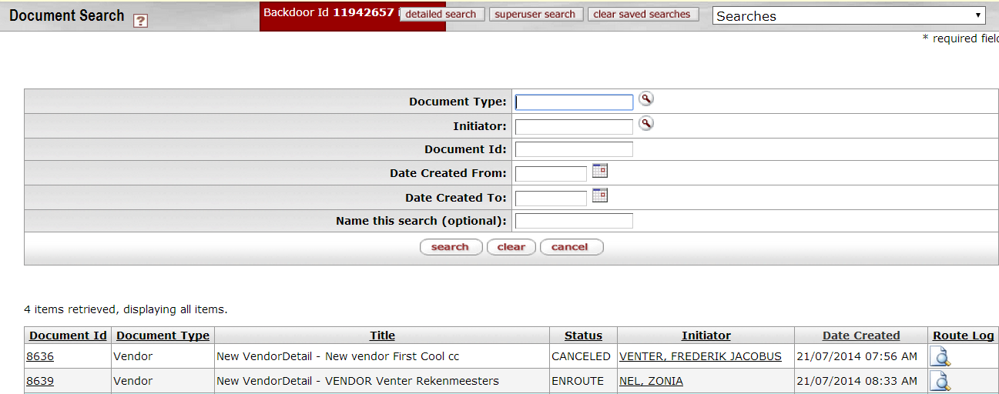 Document Search ? Backdoor Id 11942657 detailed search superuser search clear saved searches Searches
* required
Document Type:
Initiator:
Document Id:
Date Created From:
Date Created To:
Name this search (optional):
search clear cancel
4 items retrieved, displaying all items.
Document Id Document Type Title Status Initiator Date Created Route Log
8636 Vendor New VendorDetail - New vendor First Cool cc CANCELED VENTER, FREDERIK JACOBUS 21/07/2014 07:56 AM
8639 Vendor New VendorDetail - VENDOR Venter Rekenmeesters ENROUTE NEL, ZONIA 21/07/2014 08:33 AM